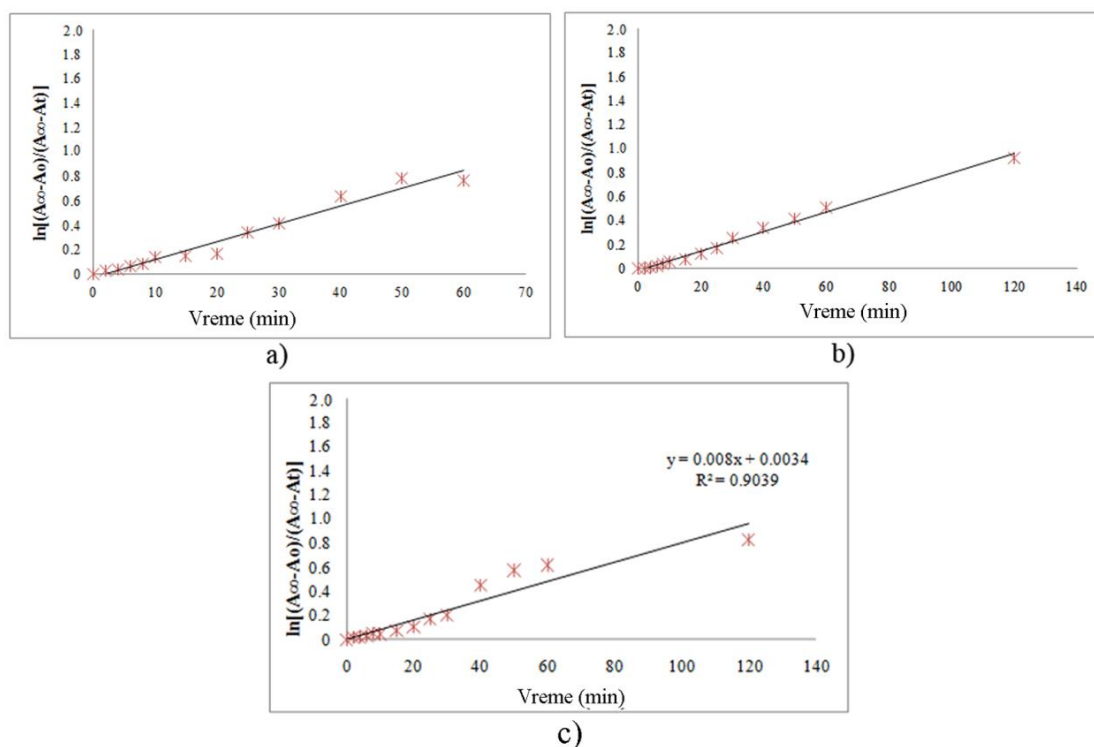 ln[(A∞-Ao)/(A∞-At)]
2.0
1.8
1.6
1.4
1.2
1.0
0.8
0.6
0.4
0.2
0
0 10 20 30 40 50 60 70
Vreme (min)
a)
ln[(A∞-Ao)/(A∞-At)]
2.0
1.8
1.6
1.4
1.2
1.0
0.8
0.6
0.4
0.2
0
0 20 40 60 80 100 120 140
Vreme (min)
b)
ln[(A∞-Ao)/(A∞-At)]
2.0
1.8
1.6
1.4
1.2
1.0
0.8
0.6
0.4
0.2
0
y = 0.008x + 0.0034
R² = 0.9039
0 20 40 60 80 100 120 140
Vreme (min)
c)